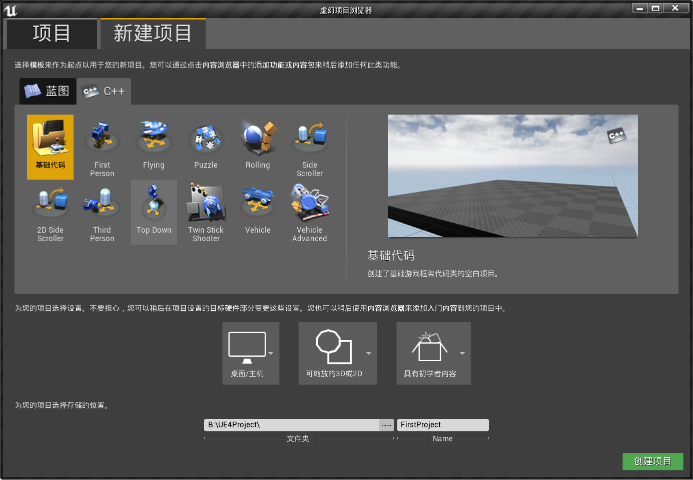 虚幻项目浏览器
项目
新建项目
选择模板来作为起点以用于您的新项目。您可以通过点击内容浏览器中的添加功能或内容包来稍后添加任何此类功能。
蓝图
C++
基础代码
First Person
Flying
Puzzle
Rolling
Side Scroller
2D Side Scroller
Third Person
Top Down
Twin Stick Shooter
Vehicle
Vehicle Advanced
C++
基础代码
创建了基础游戏框架代码类的空白项目。
为您的项目选择设置。不要担心，您可以稍后在项目设置的目标硬件部分变更这些设置。您也可以稍后使用内容浏览器来添加入门内容到您的项目中。
桌面/主机
可缩放的3D或2D
具有初学者内容
为您的项目选择存储的位置。
B:\UE4Project\
....
FirstProject
文件夹
Name
创建项目